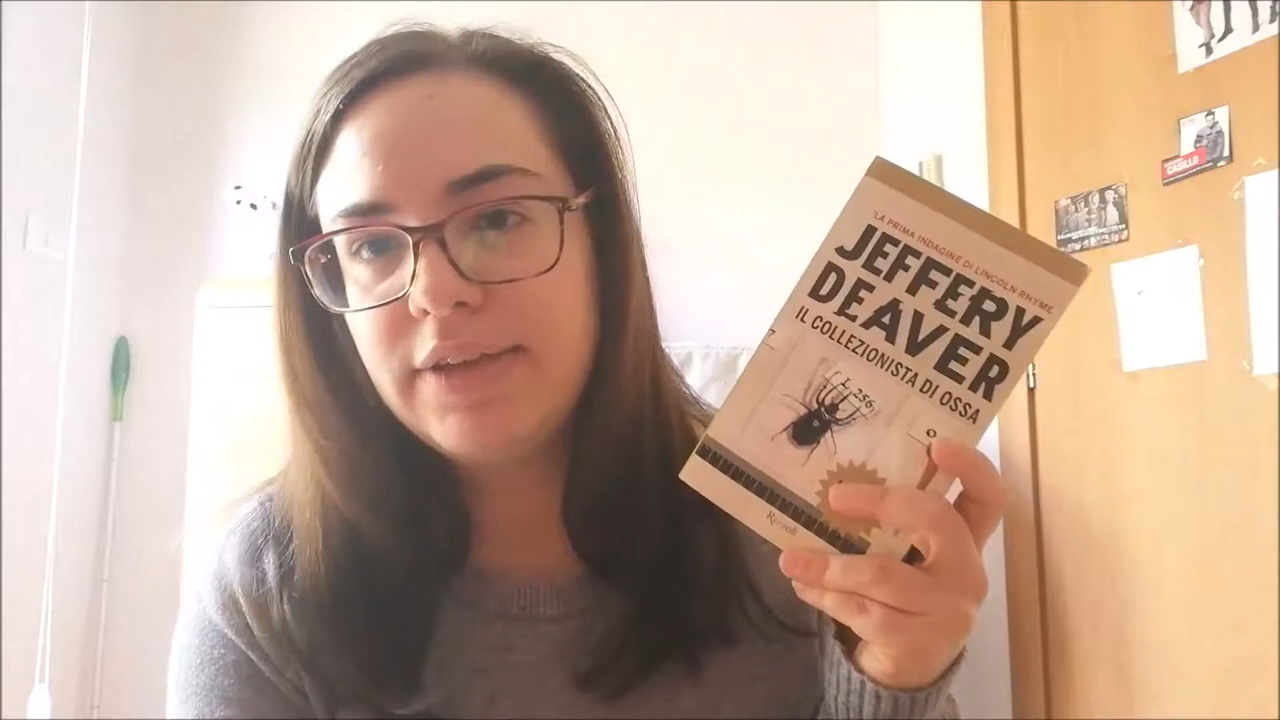 'LA PRIMA INDAGINE DI LINCOLN RHYME
JEFFERY
DEAVER
IL COLLEZIONISTA DI OSSA
256
Rizzoli
CASILLO